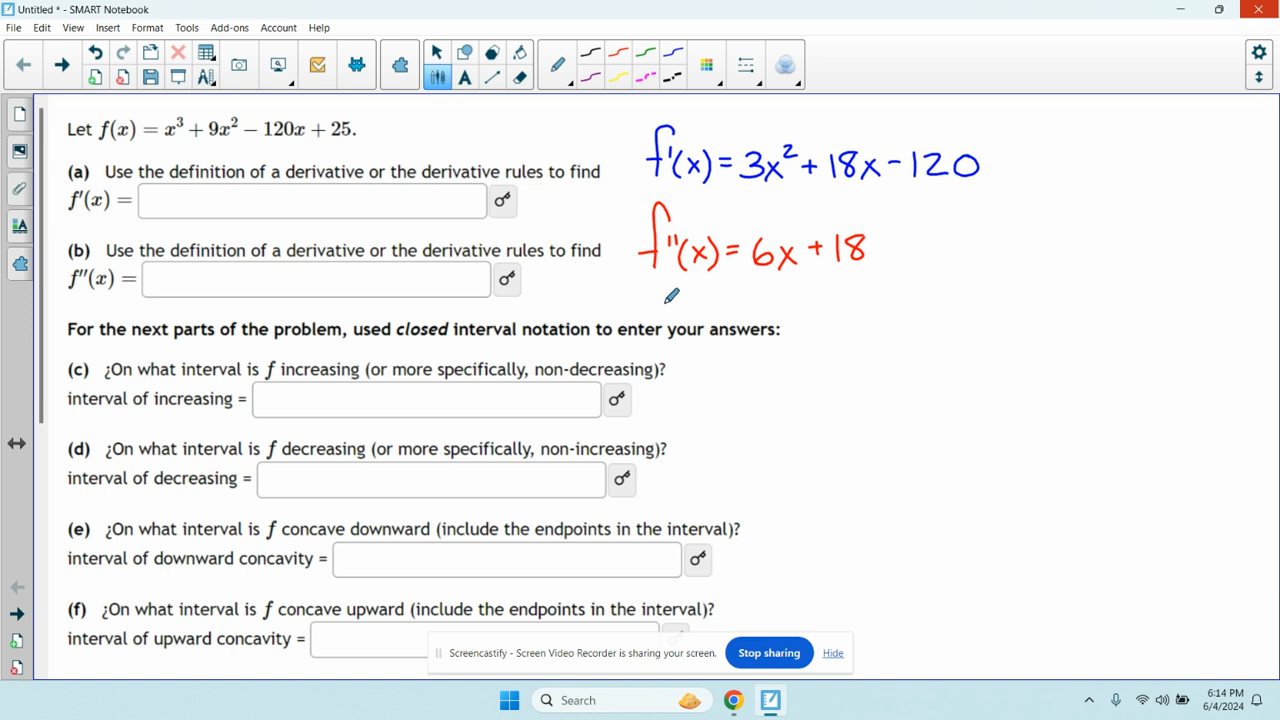 Untitled * - SMART Notebook
File Edit View Insert Format Tools Add-ons Account Help
Let f(x) = x³ + 9x² − 120x + 25.
(a) Use the definition of a derivative or the derivative rules to find
f′(x) =
(b) Use the definition of a derivative or the derivative rules to find
f″(x) =
f'(x) = 3x² + 18x - 120
f"(x) = 6x + 18
For the next parts of the problem, used closed interval notation to enter your answers:
(c) ¿On what interval is f increasing (or more specifically, non-decreasing)?
interval of increasing =
(d) ¿On what interval is f decreasing (or more specifically, non-increasing)?
interval of decreasing =
(e) ¿On what interval is f concave downward (include the endpoints in the interval)?
interval of downward concavity =
(f) ¿On what interval is f concave upward (include the endpoints in the interval)?
interval of upward concavity =
Screencastify - Screen Video Recorder is sharing your screen. Stop sharing Hide
Search
6:14 PM
6/4/2024